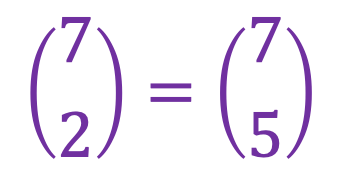 (7 2) = (7 5)